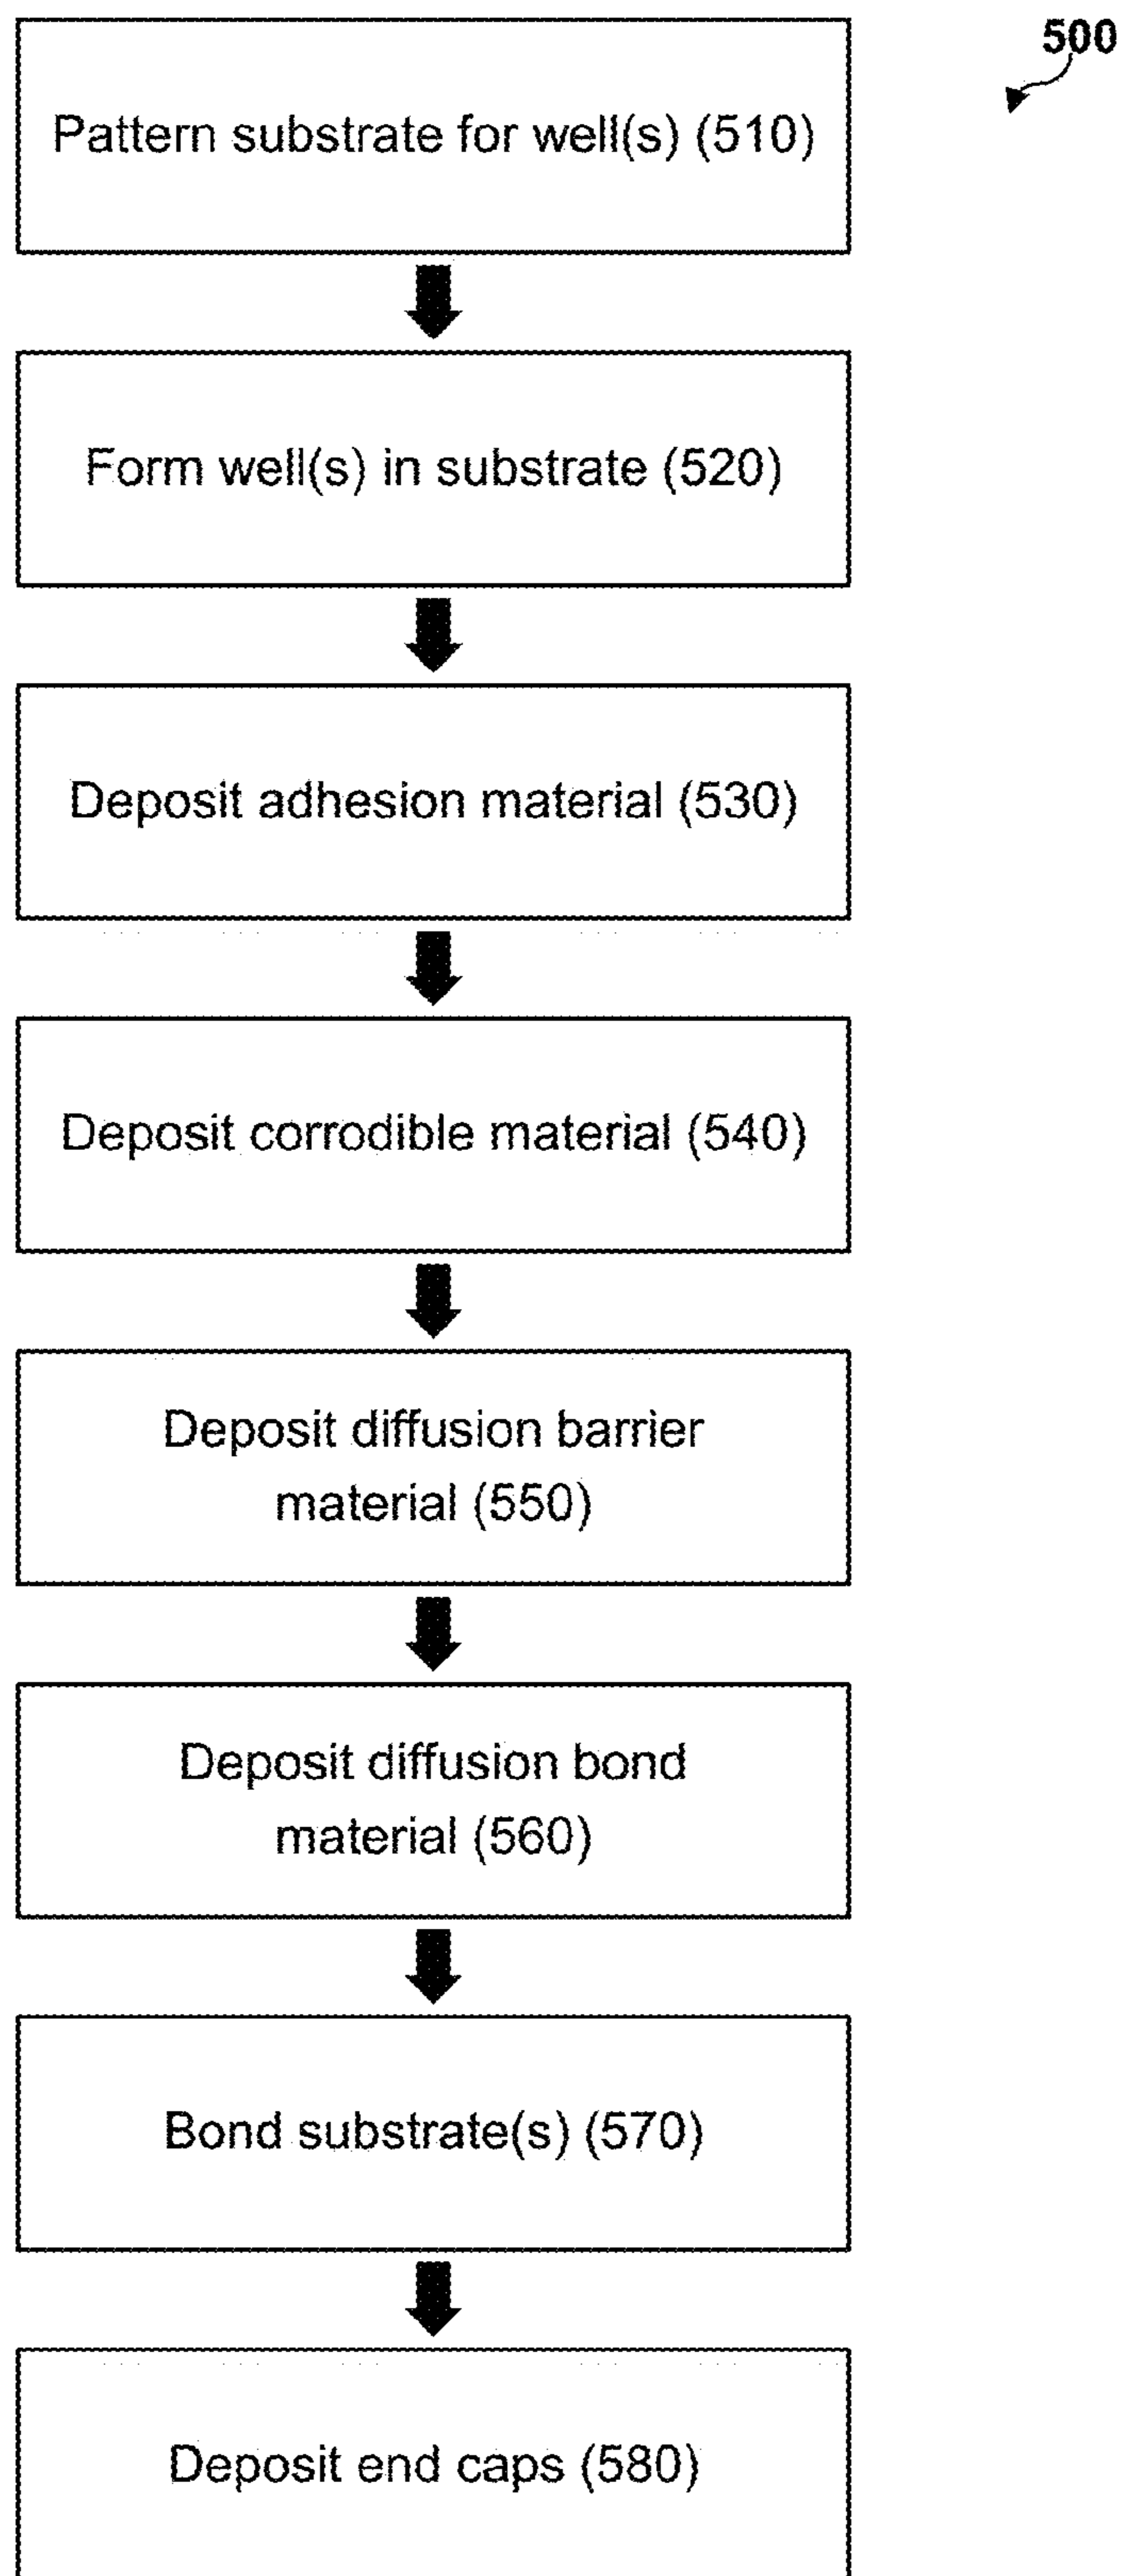 500
Pattern substrate for well(s) (510)
Form well(s) in substrate (520)
Deposit adhesion material (530)
Deposit corrodible material (540)
Deposit diffusion barrier
material (550)
Deposit diffusion bond
material (560)
Bond substrate(s) (570)
Deposit end caps (580)